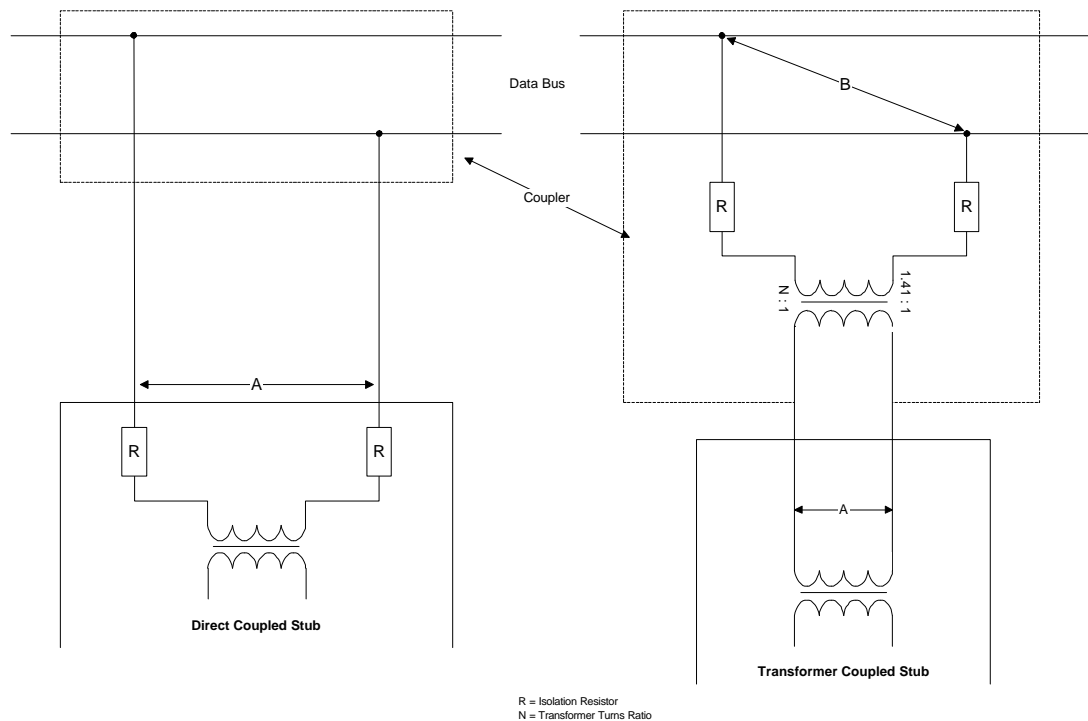 Data Bus
B
Coupler
R
R
N : 1
1.41 : 1
A
R
R
A
Direct Coupled Stub
Transformer Coupled Stub
R = Isolation Resistor
N = Transformer Turns Ratio